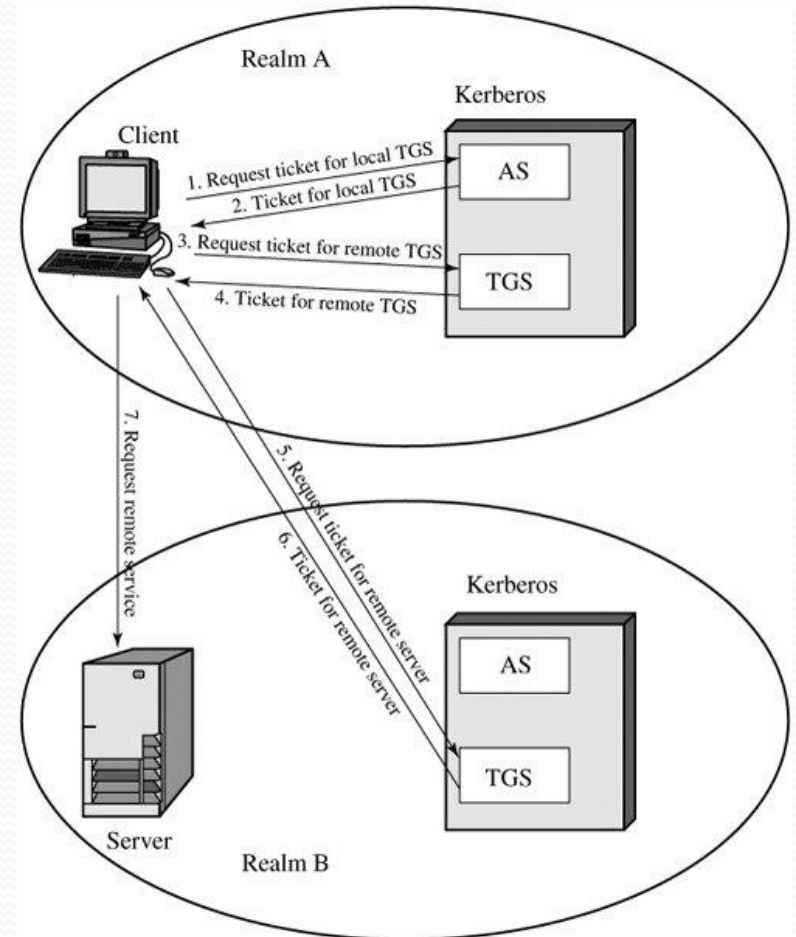 Realm A
Kerberos
Client
1. Request ticket for local TGS
AS
2. Ticket for local TGS
3. Request ticket for remote TGS
TGS
4. Ticket for remote TGS
7. Request remote service
5. Request ticket for remote server
6. Ticket for remote server
Kerberos
AS
TGS
Server
Realm B